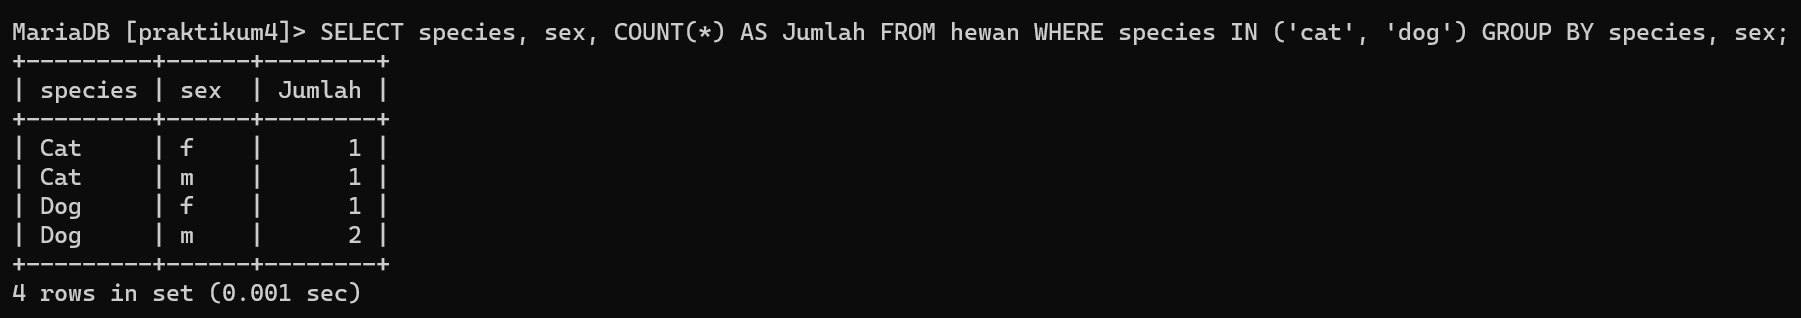 MariaDB [praktikum4]> SELECT species, sex, COUNT(*) AS Jumlah FROM hewan WHERE species IN ('cat', 'dog') GROUP BY species, sex;
+---------+------+--------+
| species | sex  | Jumlah |
+---------+------+--------+
| Cat     | f    |      1 |
| Cat     | m    |      1 |
| Dog     | f    |      1 |
| Dog     | m    |      2 |
+---------+------+--------+
4 rows in set (0.001 sec)